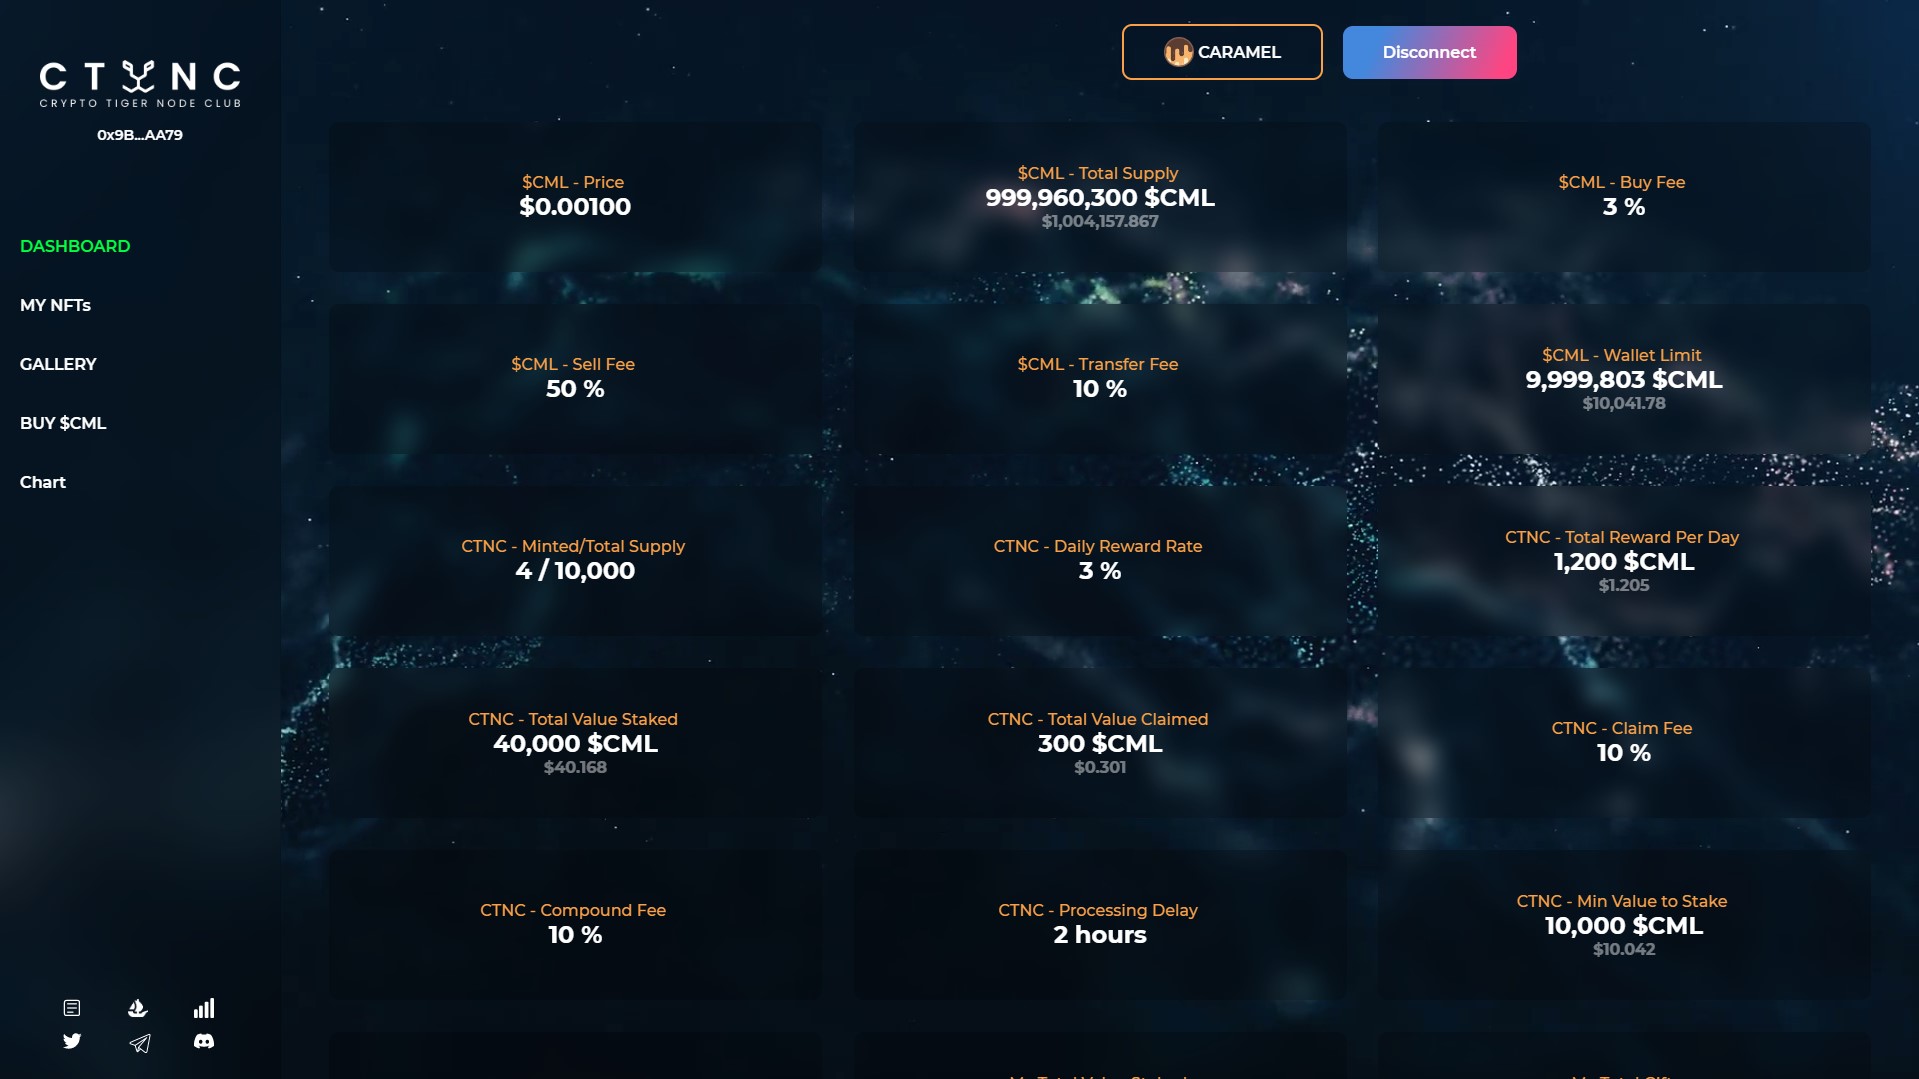 CTNC
CRYPTO TIGER NODE CLUB
0x9B...AA79
DASHBOARD
MY NFTs
GALLERY
BUY $CML
Chart
CARAMEL
Disconnect
$CML - Price
$0.00100
$CML - Total Supply
999,960,300 $CML
$1,004,157.867
$CML - Buy Fee
3 %
$CML - Sell Fee
50 %
$CML - Transfer Fee
10 %
$CML - Wallet Limit
9,999,803 $CML
$10,041.78
CTNC - Minted/Total Supply
4 / 10,000
CTNC - Daily Reward Rate
3 %
CTNC - Total Reward Per Day
1,200 $CML
$1.205
CTNC - Total Value Staked
40,000 $CML
$40.168
CTNC - Total Value Claimed
300 $CML
$0.301
CTNC - Claim Fee
10 %
CTNC - Compound Fee
10 %
CTNC - Processing Delay
2 hours
CTNC - Min Value to Stake
10,000 $CML
$10.042